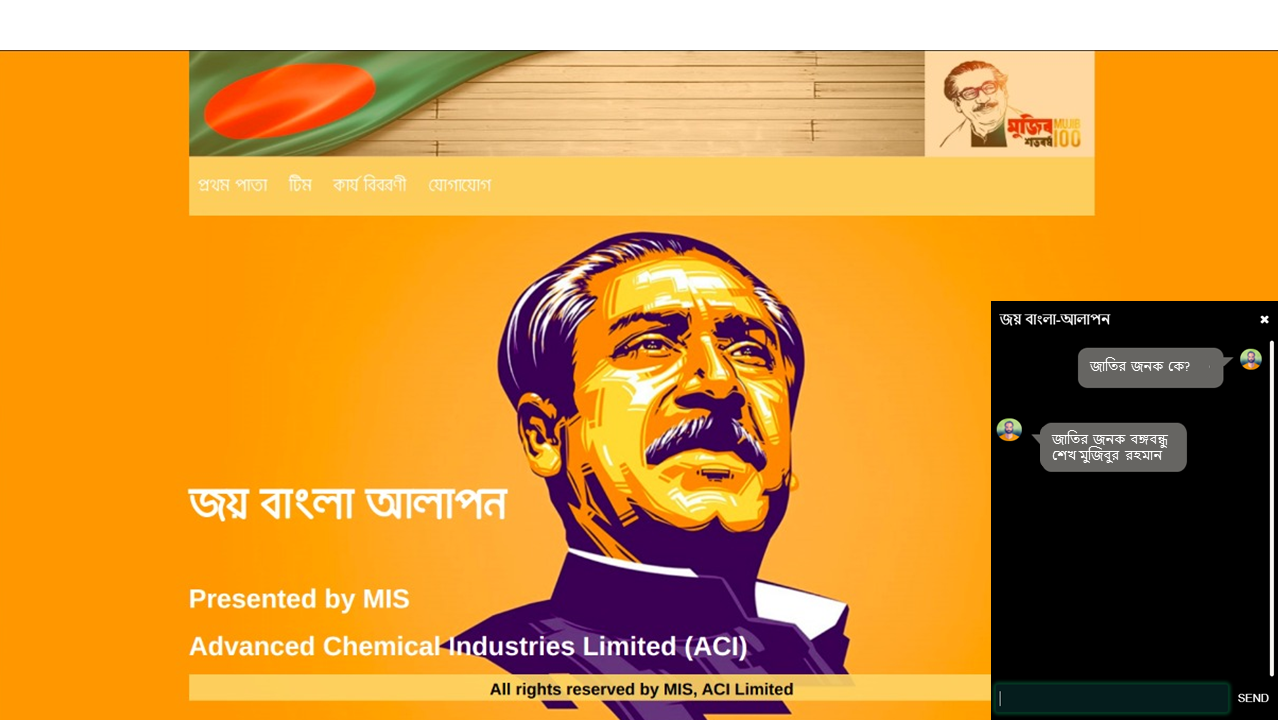 মুজিব MUJIB
শতবর্ষ 100
প্রথম পাতা টিম কার্য বিবরণী যোগাযোগ
জয় বাংলা আলাপন
Presented by MIS
Advanced Chemical Industries Limited (ACI)
All rights reserved by MIS, ACI Limited
জয় বাংলা-আলাপন
জাতির জনক কে?
জাতির জনক বঙ্গবন্ধু
শেখ মুজিবুর রহমান
SEND